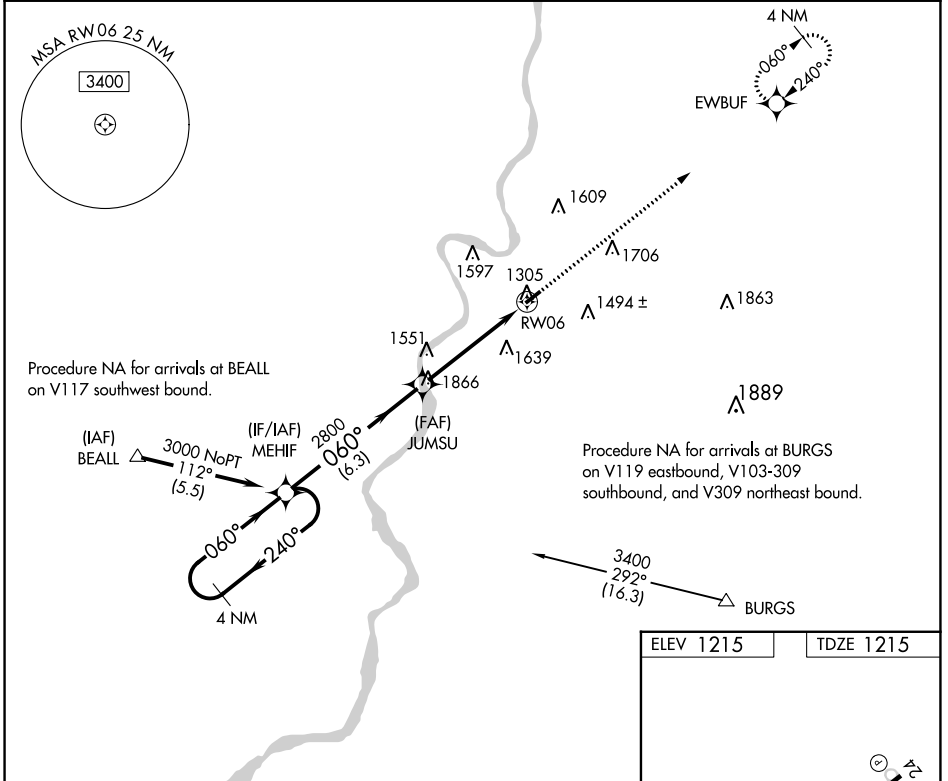 MSA RW06 25 NM
3400
4 NM
060°
240°
EWBUF
1609
1597
1706
1305
RW06
1494 ±
1863
1551
1639
1866
1889
Procedure NA for arrivals at BEALL
on V117 southwest bound.
(FAF)
JUMSU
(IAF)
BEALL
3000 NoPT
112°
(5.5)
(IF/IAF)
MEHIF
2800
060°
(6.3)
060°
240°
4 NM
Procedure NA for arrivals at BURGS
on V119 eastbound, V103-309
southbound, and V309 northeast bound.
3400
292°
(16.3)
BURGS
ELEV 1215
TDZE 1215
24